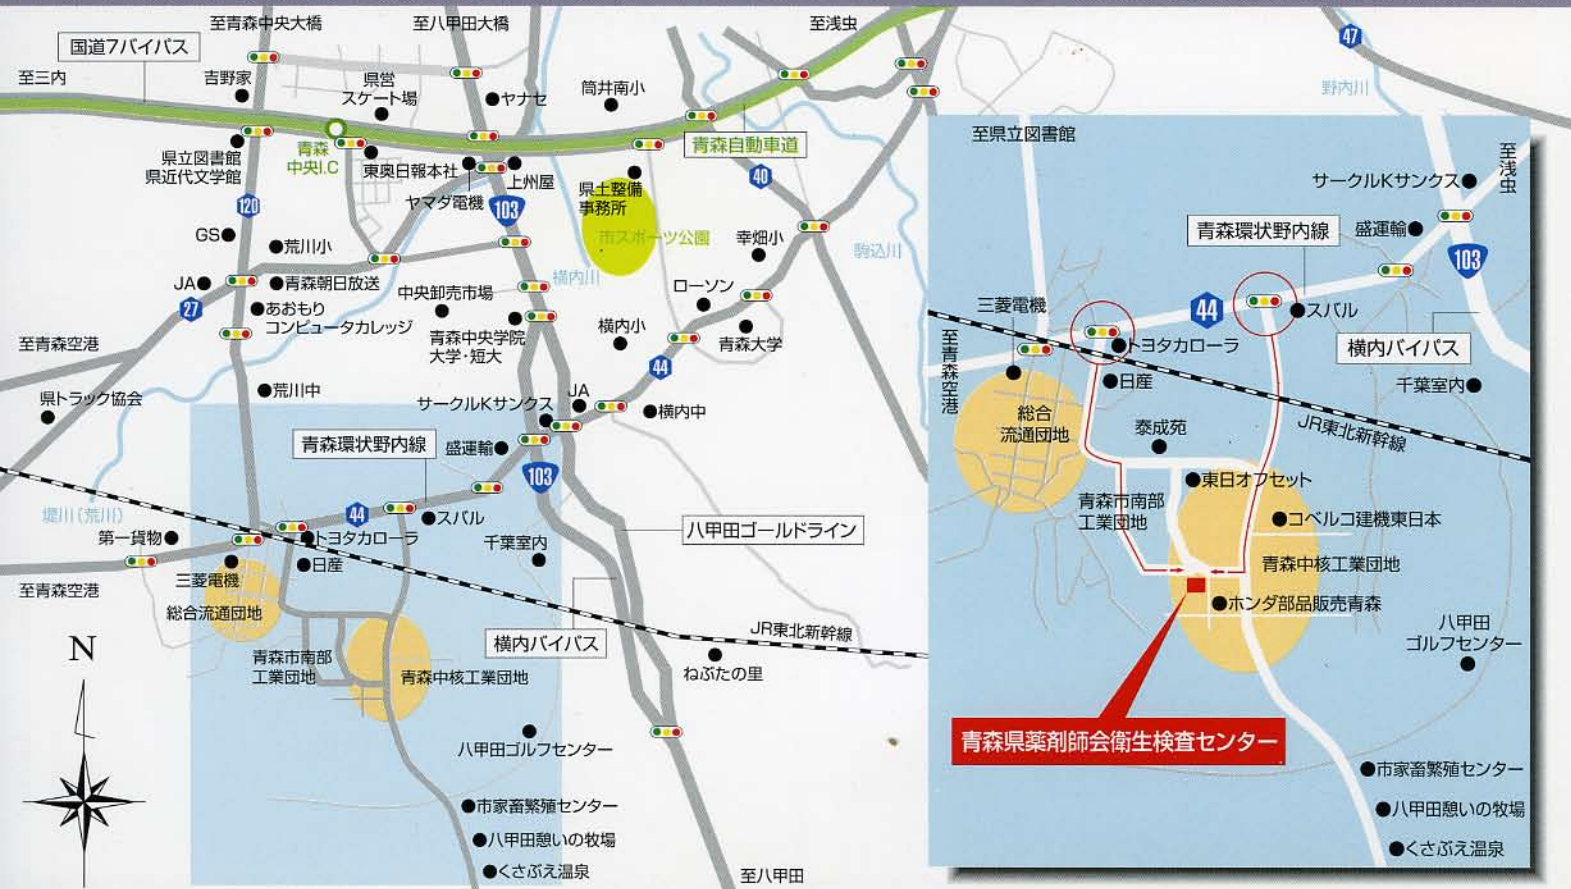 至青森中央大橋
至八甲田大橋
至浅虫
国道7バイパス
至三内
吉野家
県営
スケート場
ヤナセ
筒井南小
47
野内川
県立図書館
県近代文学館
青森
中央I.C
東奥日報本社
ヤマダ電機
上州屋
県土整備
事務所
青森自動車道
40
120
103
市スポーツ公園
幸畑小
駒込川
GS
荒川小
JA
青森朝日放送
27
あおもり
コンピュータカレッジ
中央卸売市場
横内川
ローソン
青森中央学院
大学・短大
横内小
青森大学
至青森空港
44
県トラック協会
荒川中
サークルKサンクス
JA
横内中
青森環状野内線
盛運輸
103
堤川(荒川)
44
スバル
八甲田ゴールドライン
第一貨物
トヨタカローラ
千葉室内
日産
至青森空港
三菱電機
総合流通団地
横内バイパス
JR東北新幹線
N
青森市南部
工業団地
青森中核工業団地
ねぶたの里
八甲田ゴルフセンター
市家畜繁殖センター
八甲田憩いの牧場
くさぶえ温泉
至八甲田
至県立図書館
至浅虫
サークルKサンクス
青森環状野内線
盛運輸
103
三菱電機
44
スバル
至青森空港
トヨタカローラ
横内バイパス
日産
千葉室内
総合
流通団地
泰成苑
JR東北新幹線
東日オフセット
青森市南部
工業団地
コベルコ建機東日本
青森中核工業団地
ホンダ部品販売青森
八甲田
ゴルフセンター
青森県薬剤師会衛生検査センター
市家畜繁殖センター
八甲田憩いの牧場
くさぶえ温泉